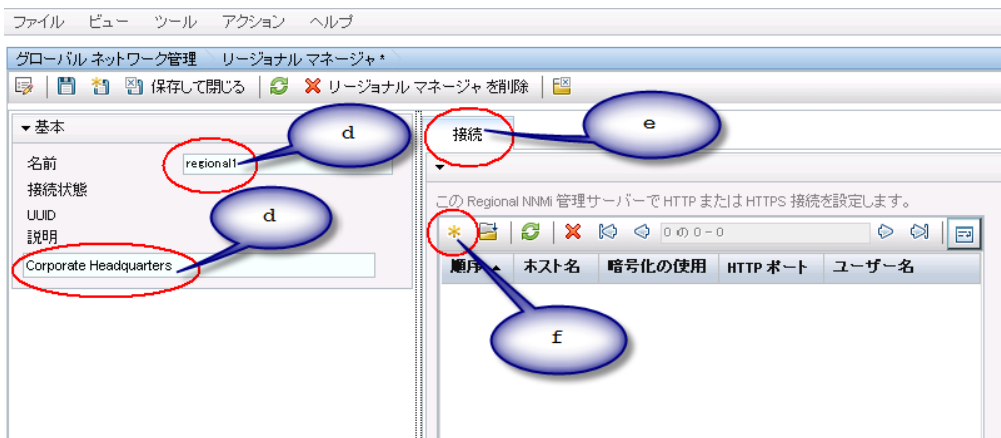 ファイル ビュー ツール アクション ヘルプ
グローバル ネットワーク管理 リージョナル マネージャ *
保存して閉じる リージョナル マネージャ を削除
▼基本
d
名前 regional1
接続状態
UUID
d
説明
Corporate Headquarters
接続
e
この Regional NNMi 管理サーバーで HTTP または HTTPS 接続を設定します。
0 の 0 - 0
順序 ホスト名 暗号化の使用 HTTP ポート ユーザー名
f